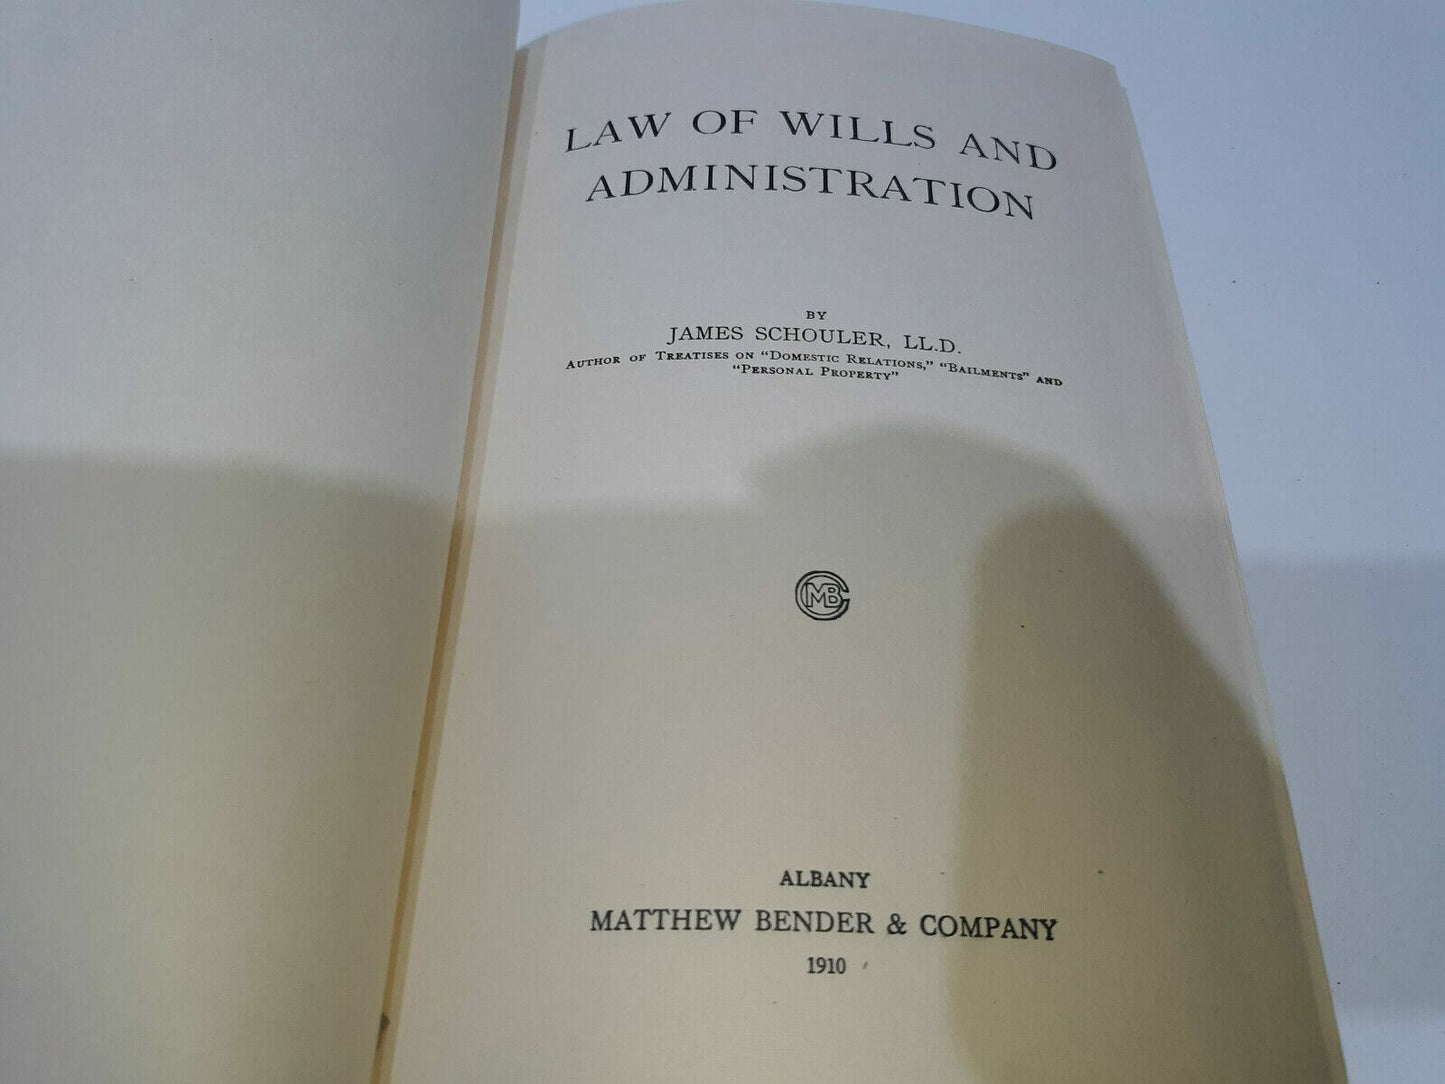 LAW OF WILLS AND
ADMINISTRATION
BY
JAMES SCHOULER, LL.D.
AUTHOR OF TREATISES ON "DOMESTIC RELATIONS," "BAILMENTS" AND
"PERSONAL PROPERTY"
MBC
ALBANY
MATTHEW BENDER & COMPANY
1910